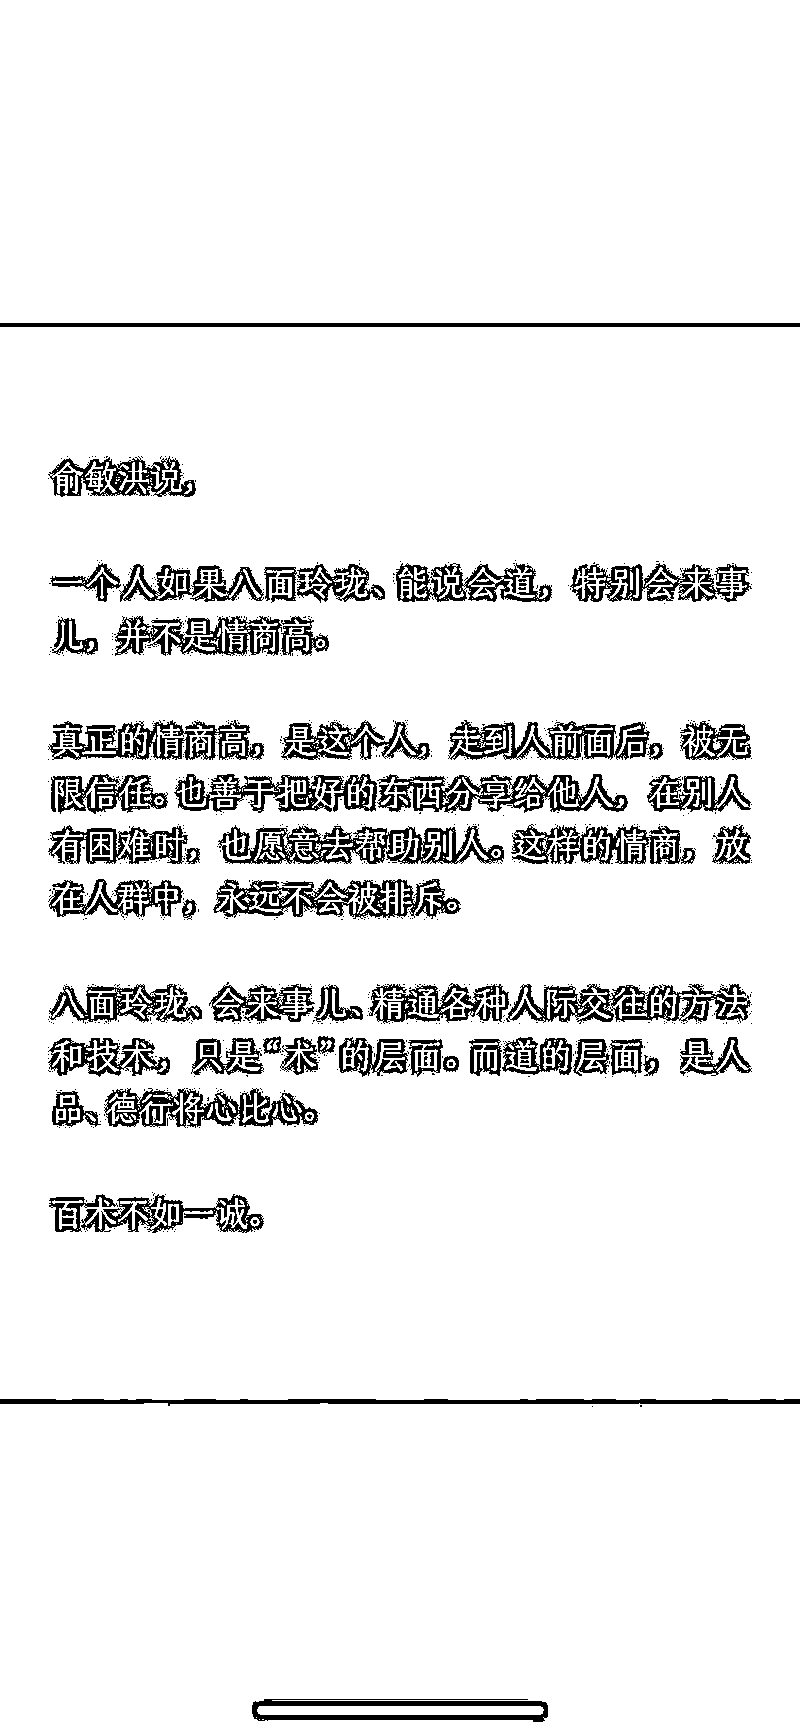 俞敏洪说，
一个人如果八面玲珑、能说会道，特别会来事
儿，并不是情商高。
真正的情商高，是这个人，走到人前面后，被无
限信任。也善于把好的东西分享给他人，在别人
有困难时，也愿意去帮助别人。这样的情商，放
在人群中，永远不会被排斥。
八面玲珑、会来事儿、精通各种人际交往的方法
和技术，只是“术”的层面。而道的层面，是人
品、德行将心比心。
百术不如一诚。